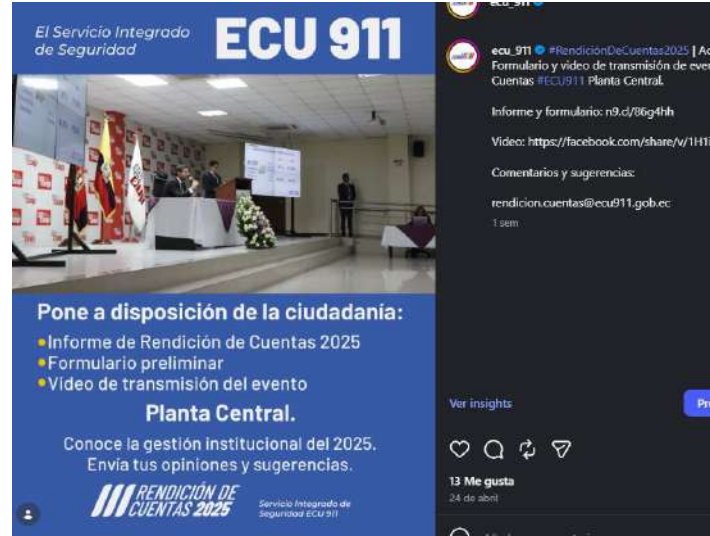 El Servicio Integrado
de Seguridad
ECU 911
Pone a disposición de la ciudadanía:
Informe de Rendición de Cuentas 2025
Formulario preliminar
Video de transmisión del evento
Planta Central.
Conoce la gestión institucional del 2025.
Envía tus opiniones y sugerencias.
RENDICIÓN DE
CUENTAS 2025
Servicio Integrado de
Seguridad ECU 911
ecu_911
ecu_911 #RendiciónDeCuentas2025 |
Formulario y video de transmisión de
Cuentas #ECU911 Planta Central.
Informe y formulario: n9.cl/86g4hh
Video: https://facebook.com/share/v/1H1i
Comentarios y sugerencias:
rendicion.cuentas@ecu911.gob.ec
1 sem
Ver insights
13 Me gusta
24 de abril